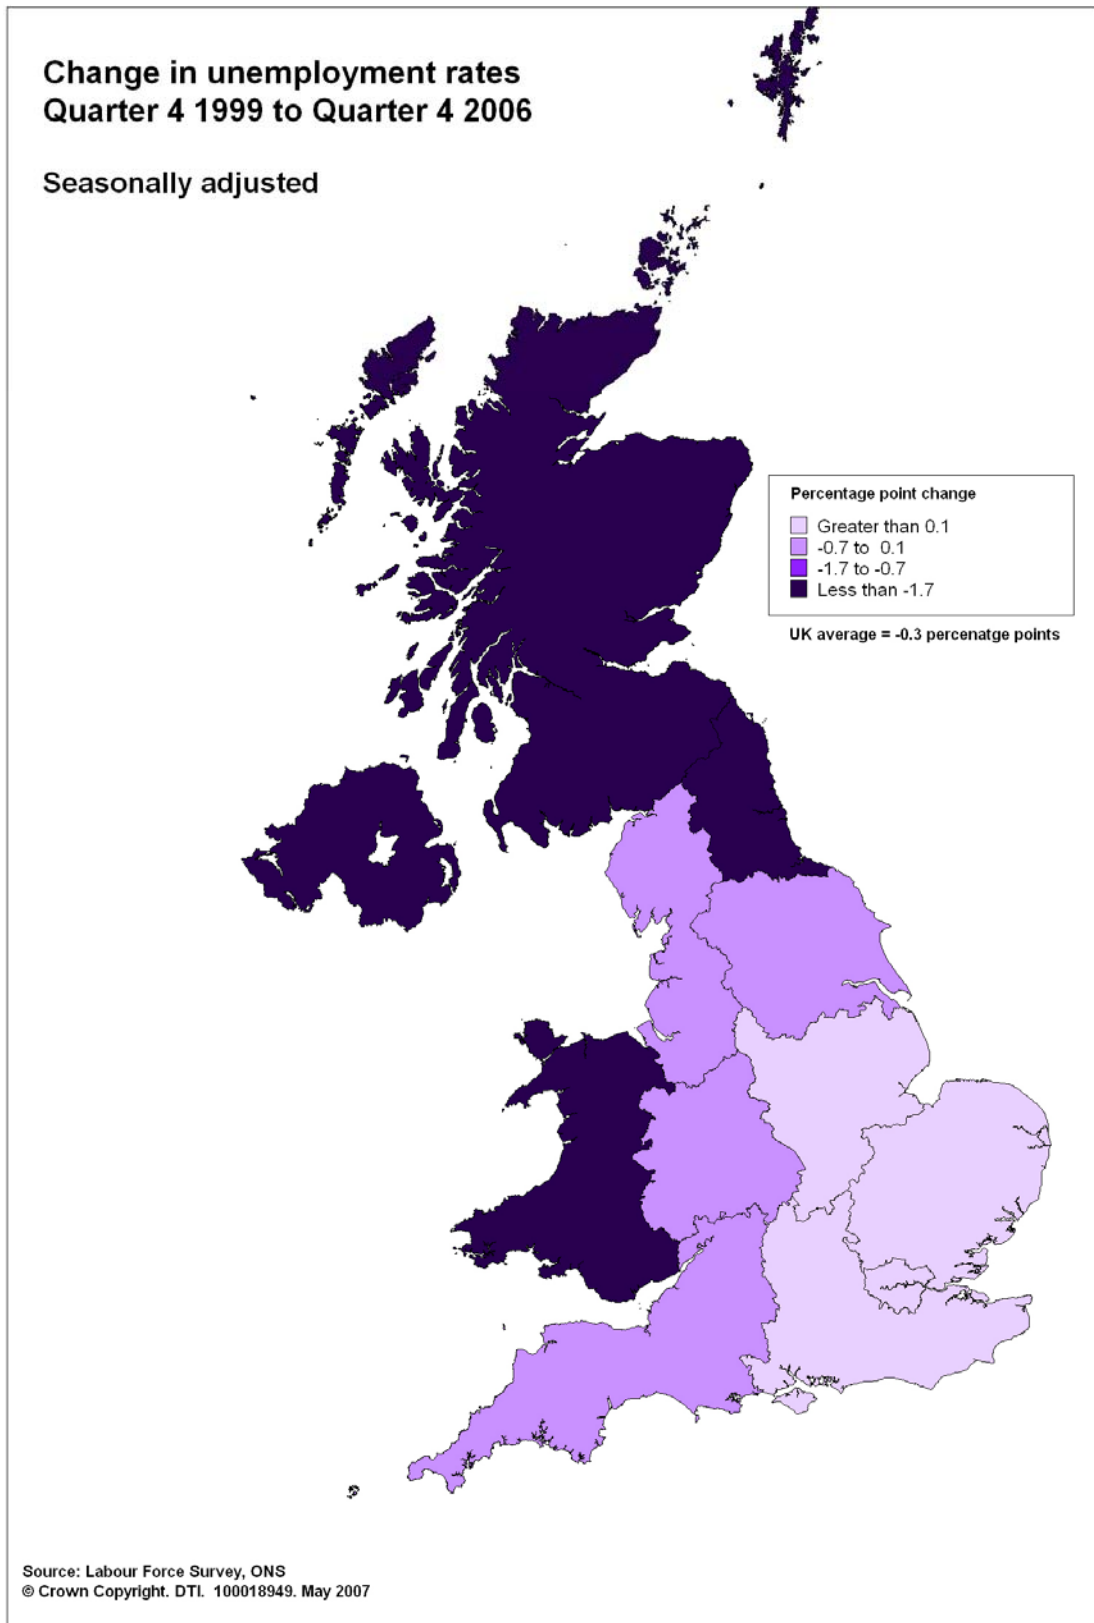 Change in unemployment rates
Quarter 4 1999 to Quarter 4 2006
Seasonally adjusted
Percentage point change
Greater than 0.1
-0.7 to 0.1
-1.7 to -0.7
Less than -1.7
UK average = -0.3 percenatge points
Source: Labour Force Survey, ONS
© Crown Copyright. DTI. 100018949. May 2007